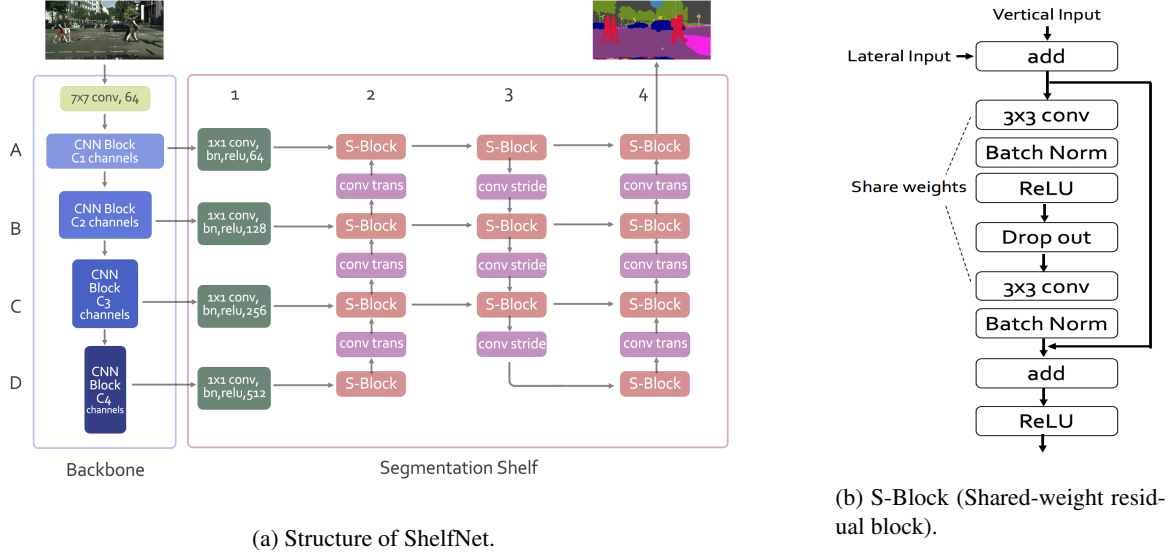 7x7 conv, 64
1
2
3
4
A
CNN Block
C1 channels
1x1 conv,
bn,relu,64
S-Block
S-Block
S-Block
conv trans
conv stride
conv trans
B
CNN Block
C2 channels
1x1 conv,
bn,relu,128
S-Block
S-Block
S-Block
conv trans
conv stride
conv trans
C
CNN
Block
C3
channels
1x1 conv,
bn,relu,256
S-Block
S-Block
S-Block
conv trans
conv stride
conv trans
D
CNN
Block
C4
channels
1x1 conv,
bn,relu,512
S-Block
S-Block
Backbone
Segmentation Shelf
(a) Structure of ShelfNet.
Vertical Input
Lateral Input
add
3x3 conv
Batch Norm
Share weights
ReLU
Drop out
3x3 conv
Batch Norm
add
ReLU
(b) S-Block (Shared-weight resid-
ual block).